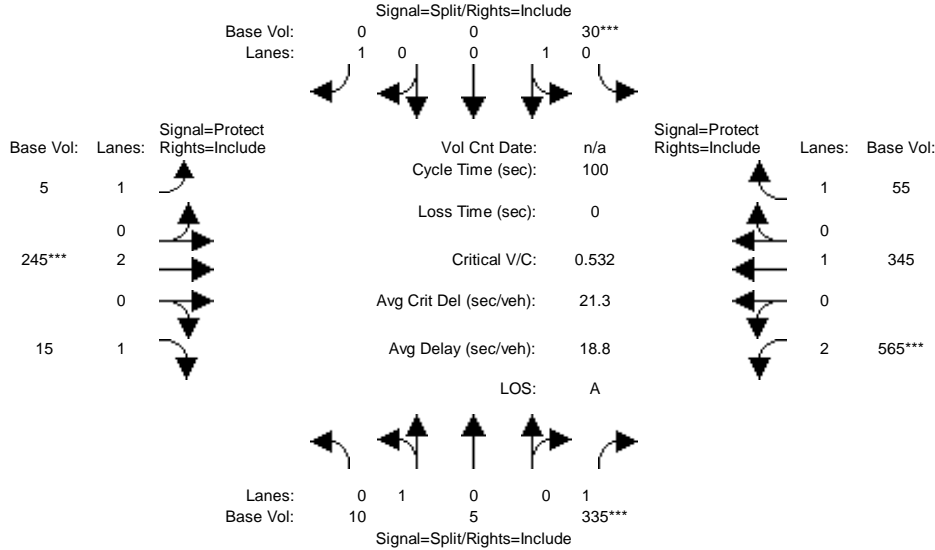 Signal=Split/Rights=Include
Base Vol: 0 0 30***
Lanes: 1 0 0 1 0
Signal=Protect
Base Vol: Lanes: Rights=Include
Vol Cnt Date: n/a
Signal=Protect
Rights=Include Lanes: Base Vol:
Cycle Time (sec): 100
5 1
1 55
Loss Time (sec): 0
0
0
245*** 2
Critical V/C: 0.532
1 345
0
Avg Crit Del (sec/veh): 21.3
0
15 1
Avg Delay (sec/veh): 18.8
2 565***
LOS: A
Lanes: 0 1 0 0 1
Base Vol: 10 5 335***
Signal=Split/Rights=Include